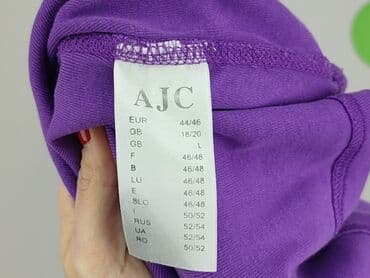 AJC
EUR 44/46
GB 18/20
GB L
F 46/48
B 46/48
LU 46/48
E 46/48
SLO 46/48
I 50/52
RUS 52/54
UA 52/54
RO 50/52